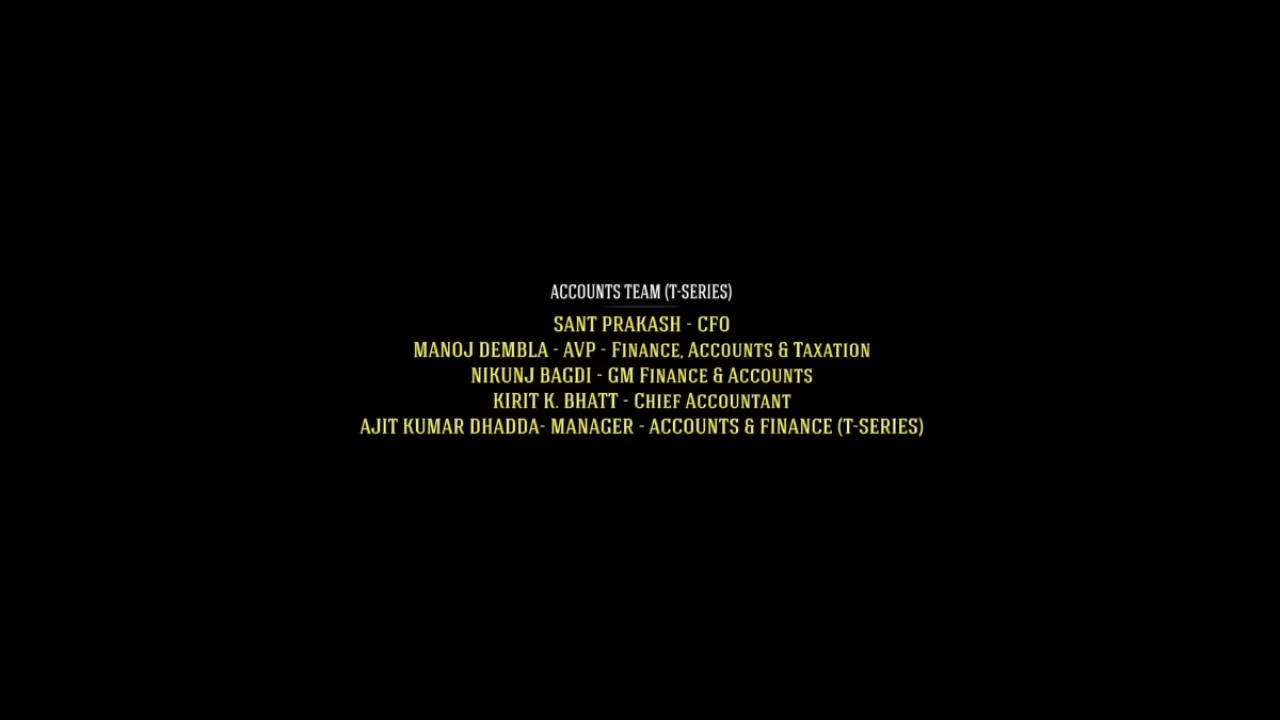 ACCOUNTS TEAM (T-SERIES)
SANT PRAKASH - CFO
MANOJ DEMBLA - AVP - Finance, Accounts & Taxation
NIKUNJ BAGDI - GM Finance & Accounts
KIRIT K. BHATT - Chief Accountant
AJIT KUMAR DHADDA- MANAGER - ACCOUNTS & FINANCE (T-SERIES)